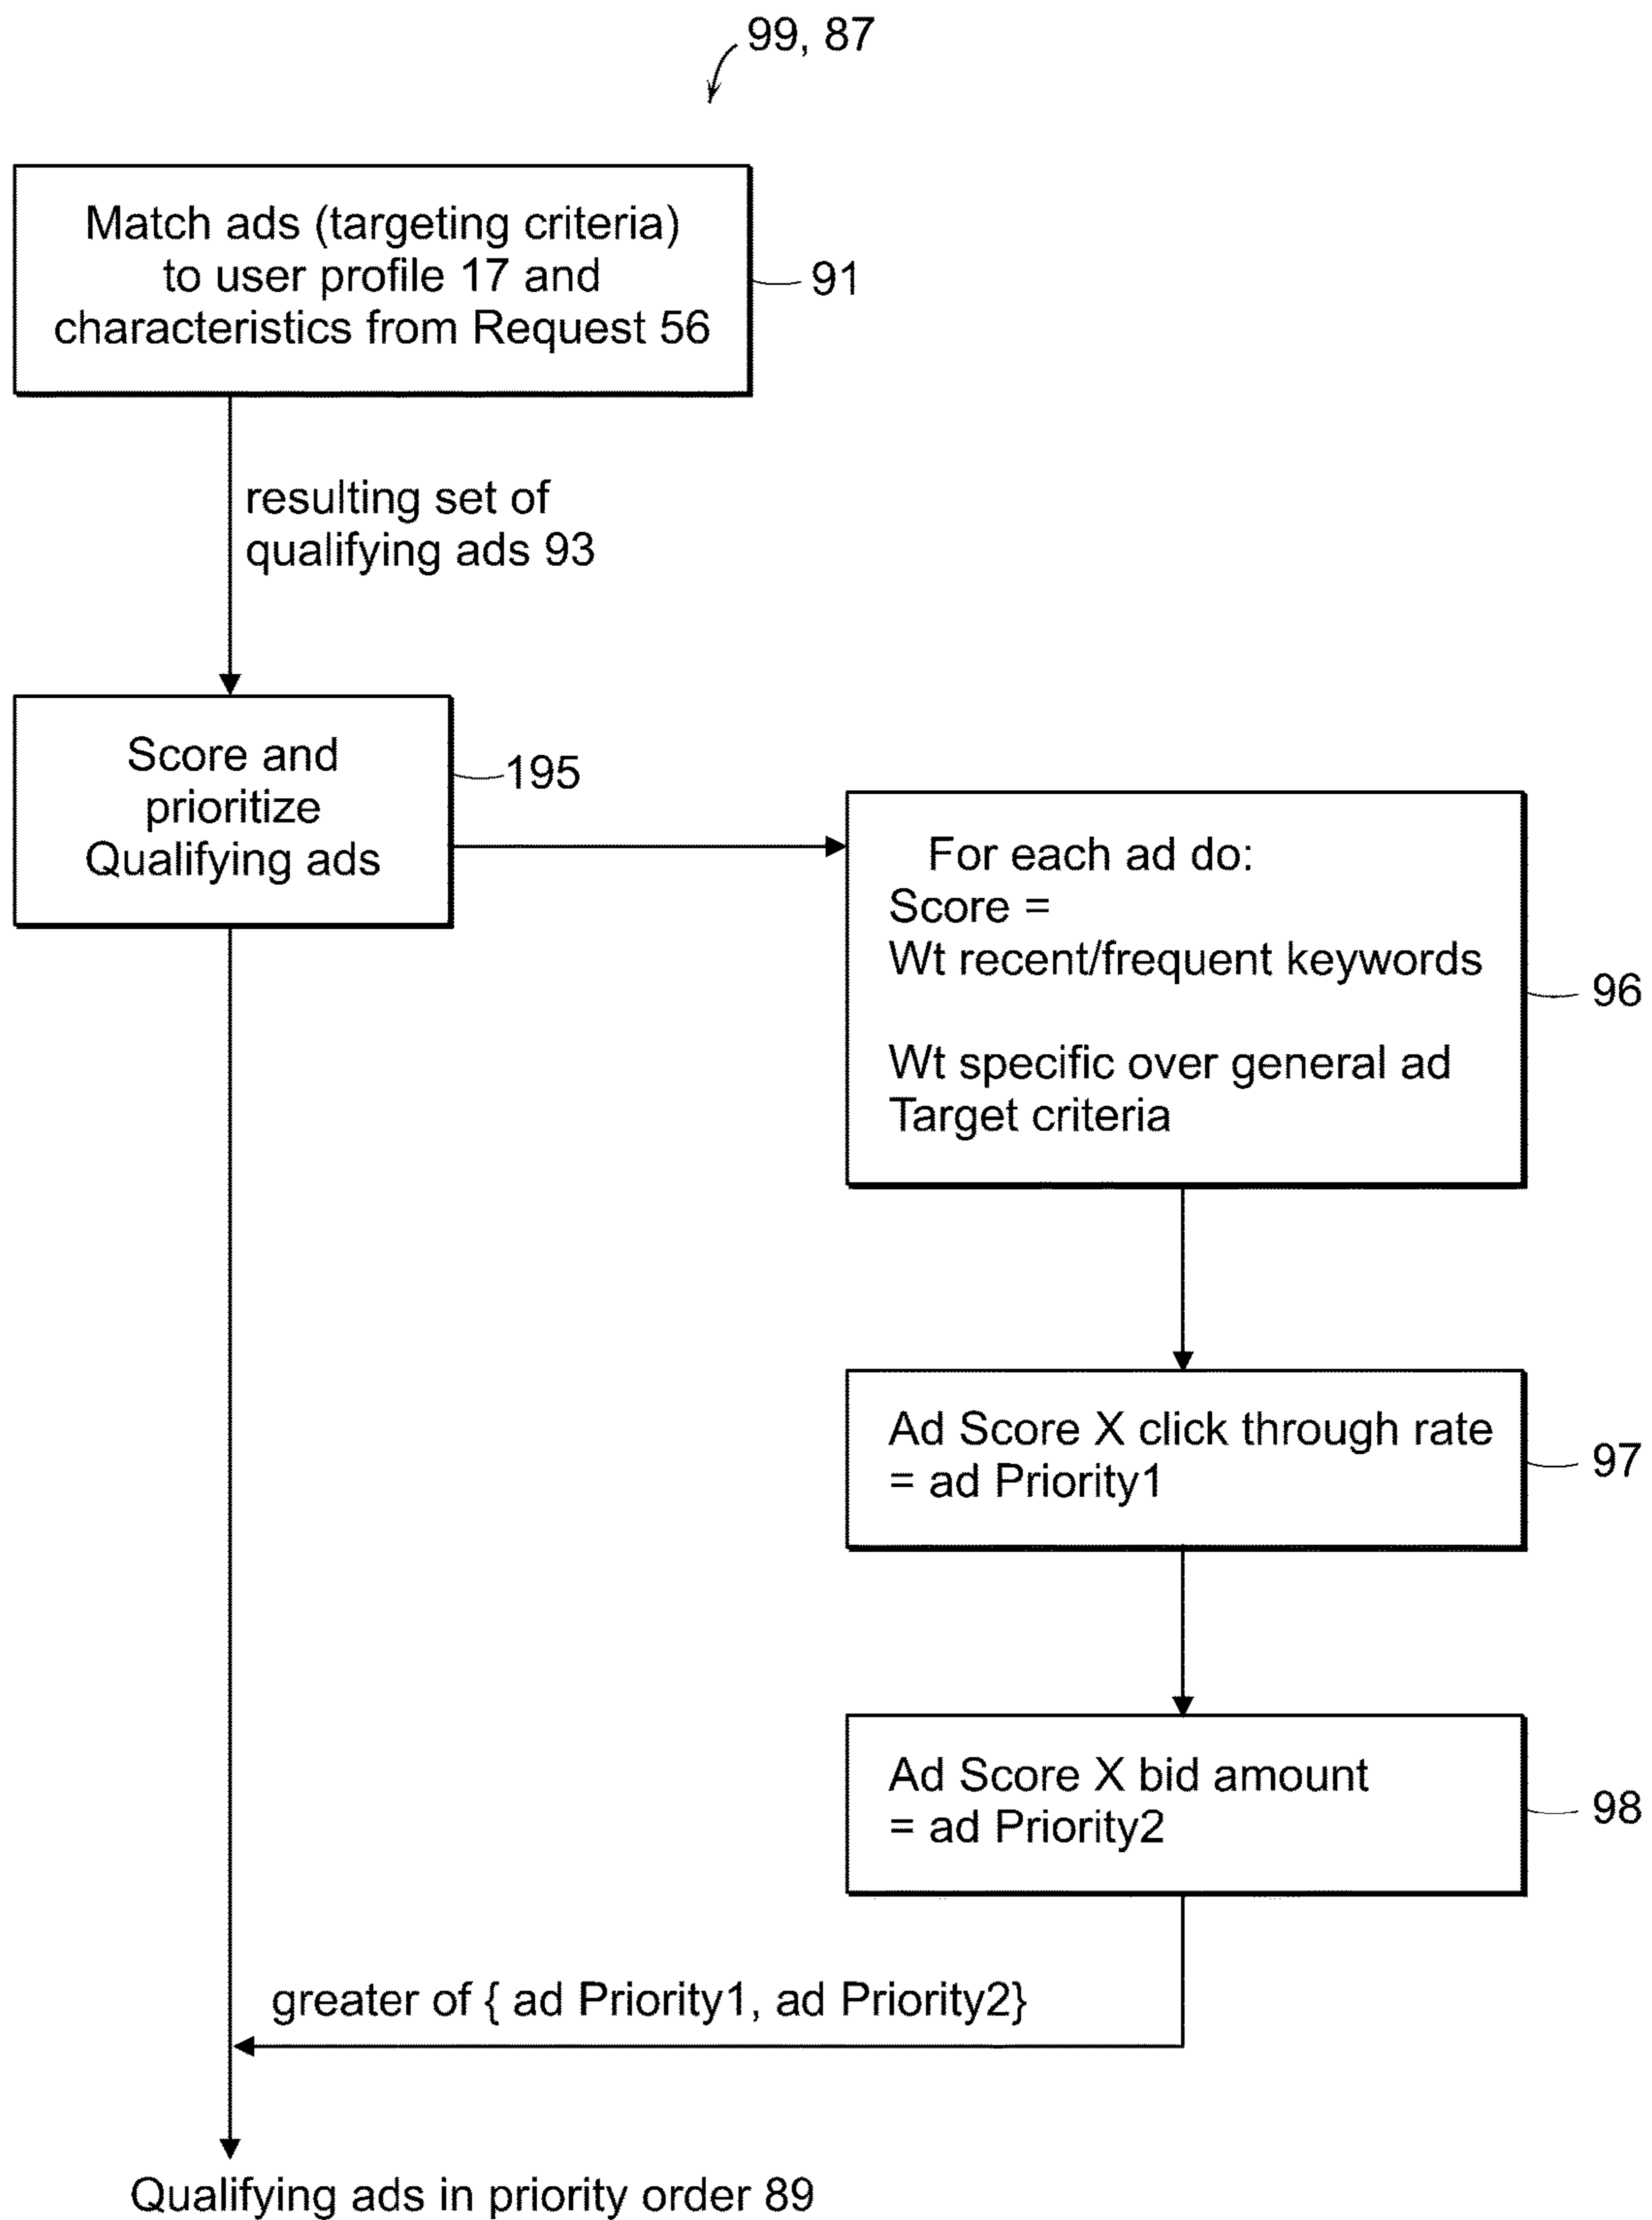 99, 87
Match ads (targeting criteria)
to user profile 17 and
characteristics from Request 56
91
resulting set of
qualifying ads 93
Score and
prioritize
Qualifying ads
195
For each ad do:
Score =
Wt recent/frequent keywords
Wt specific over general ad
Target criteria
96
Ad Score X click through rate
= ad Priority1
97
Ad Score X bid amount
= ad Priority2
98
greater of { ad Priority1, ad Priority2}
Qualifying ads in priority order 89